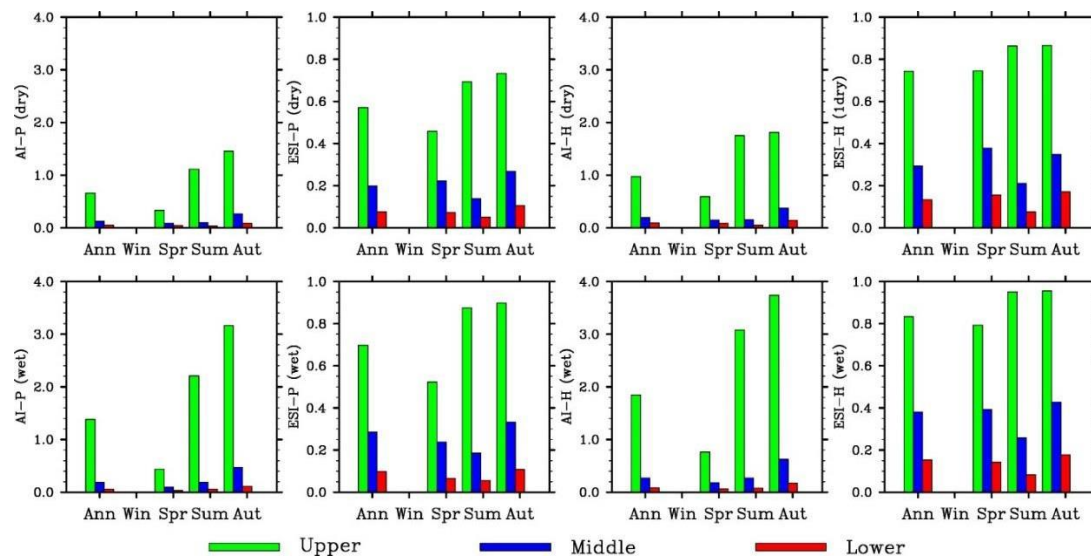 4.0 1.0 4.0 1.0
3.0 0.8 3.0 0.8
2.0 0.6 2.0 0.6
1.0 0.4 1.0 0.4
0.2 0.2
0.0 0.0 0.0 0.0
AI-P (dry)
ESI-P (dry)
AI-H (dry)
ESI-H (1dry)
Ann Win Spr Sum Aut Ann Win Spr Sum Aut Ann Win Spr Sum Aut Ann Win Spr Sum Aut
4.0 1.0 4.0 1.0
3.0 0.8 3.0 0.8
2.0 0.6 2.0 0.6
1.0 0.4 1.0 0.4
0.2 0.2
0.0 0.0 0.0 0.0
AI-P (wet)
ESI-P (wet)
AI-H (wet)
ESI-H (wet)
Ann Win Spr Sum Aut Ann Win Spr Sum Aut Ann Win Spr Sum Aut Ann Win Spr Sum Aut
Upper Middle Lower